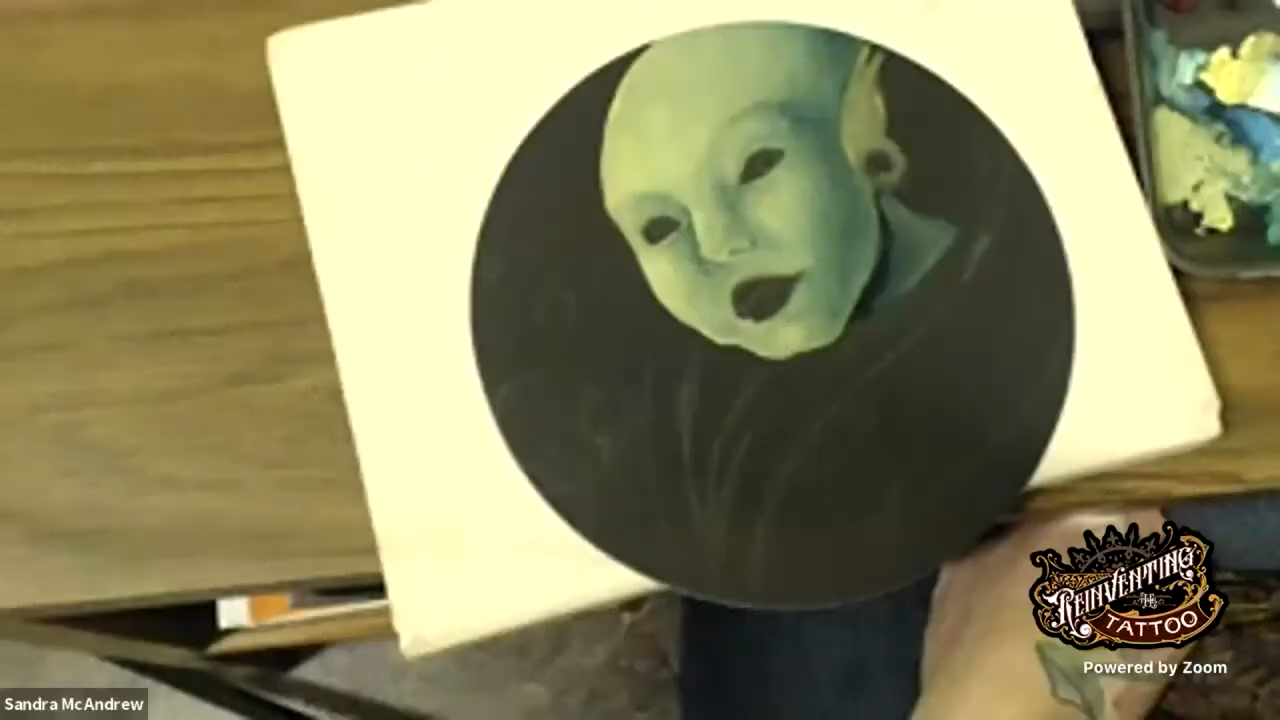 REINVENTING
THE
TATTOO
Powered by Zoom
Sandra McAndrew